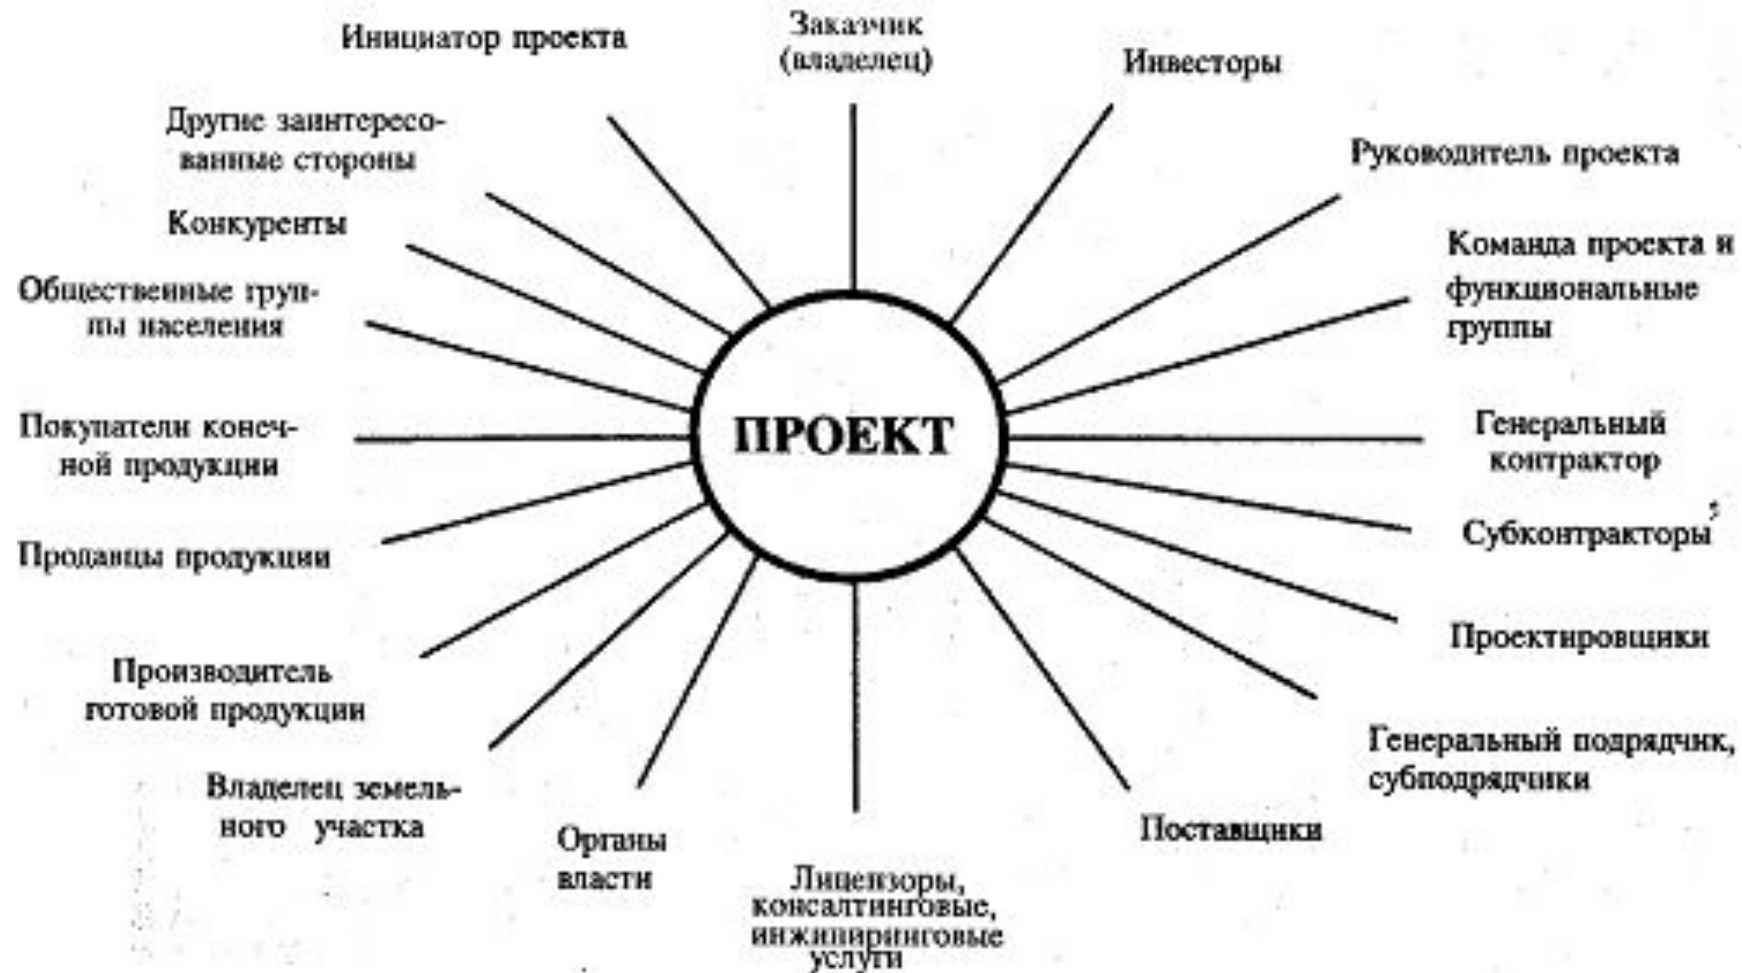 Заказчик
(владелец)
Инвесторы
Руководитель проекта
Команда проекта и
функциональные
группы
Генеральный
контрактор
Субконтракторы
Проектировщики
Генеральный подрядчик,
субподрядчики
Поставщики
Лицензоры,
консалтинговые,
инжиниринговые
услуги
Органы
власти
Владелец земель-
ного участка
Производитель
готовой продукции
Продавцы продукции
Покупатели конеч-
ной продукции
Общественные груп-
пы населения
Конкуренты
Другие заинтересо-
ванные стороны
Инициатор проекта
ПРОЕКТ